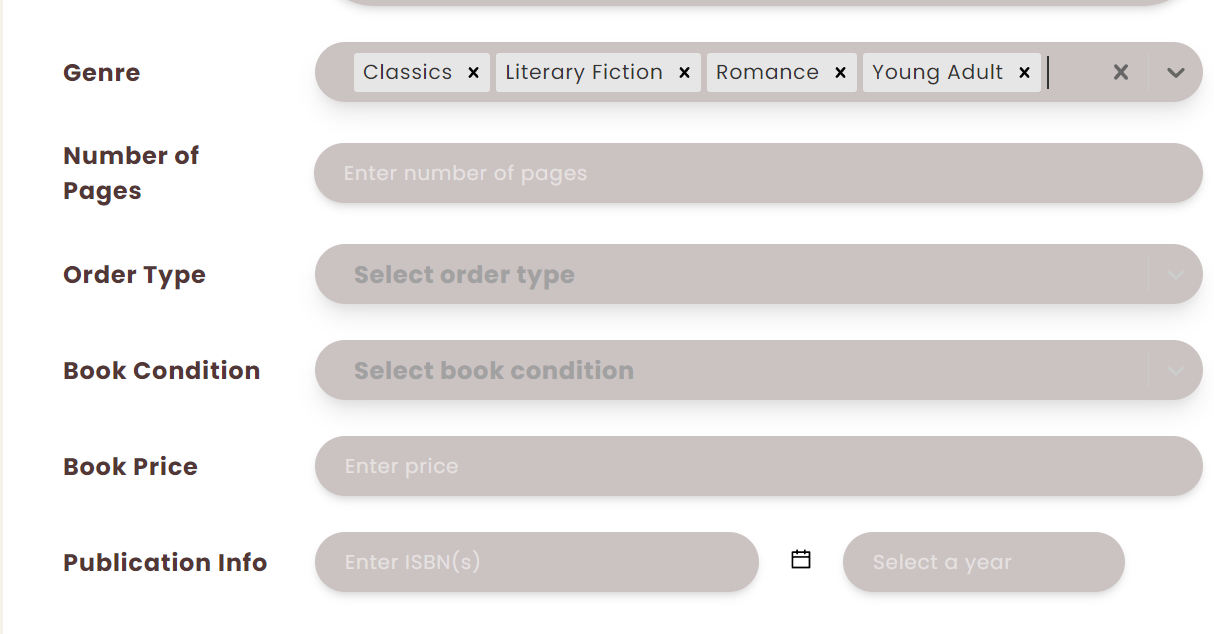 Genre
Classics × Literary Fiction × Romance × Young Adult ×
Number of
Pages
Enter number of pages
Order Type
Select order type
Book Condition
Select book condition
Book Price
Enter price
Publication Info
Enter ISBN(s)
Select a year